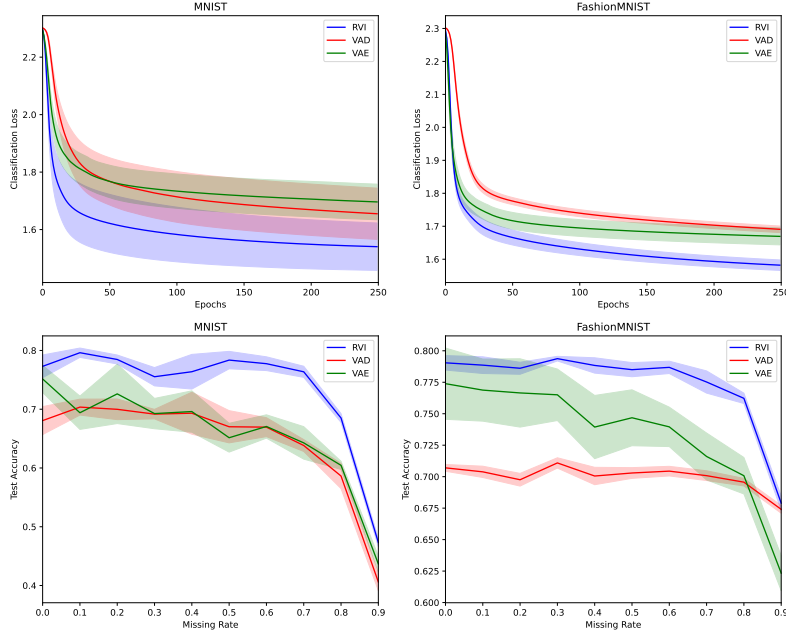 MNIST
2.2
2.0
1.8
1.6
Classification Loss
RVI
VAD
VAE
0 50 100 150 200 250
Epochs
FashionMNIST
2.3
2.2
2.1
2.0
1.9
1.8
1.7
1.6
Classification Loss
RVI
VAD
VAE
0 50 100 150 200 250
Epochs
MNIST
0.8
0.7
0.6
0.5
0.4
Test Accuracy
RVI
VAD
VAE
0.0 0.1 0.2 0.3 0.4 0.5 0.6 0.7 0.8 0.9
Missing Rate
FashionMNIST
0.800
0.775
0.750
0.725
0.700
0.675
0.650
0.625
0.600
Test Accuracy
RVI
VAD
VAE
0.0 0.1 0.2 0.3 0.4 0.5 0.6 0.7 0.8 0.9
Missing Rate